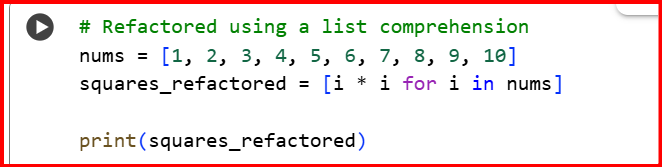 # Refactored using a list comprehension
nums = [1, 2, 3, 4, 5, 6, 7, 8, 9, 10]
squares_refactored = [i * i for i in nums]
print(squares_refactored)